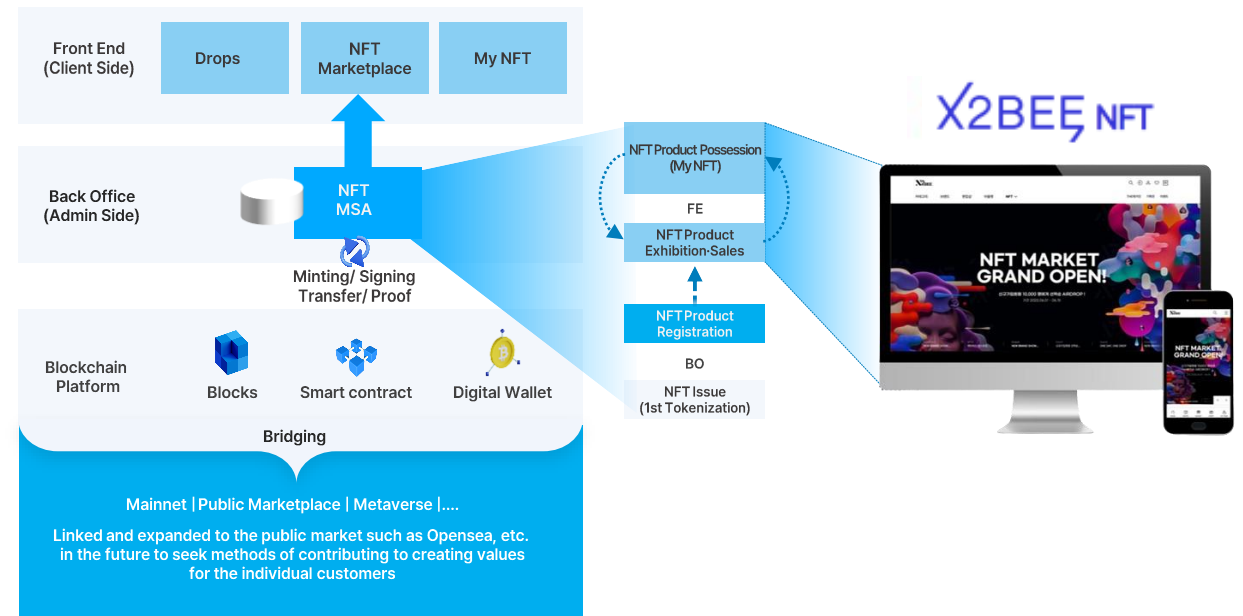 Front End
(Client Side)
Drops
NFT
Marketplace
My NFT
Back Office
(Admin Side)
NFT
MSA
Minting/ Signing
Transfer/ Proof
Blockchain
Platform
Blocks
Smart contract
Digital Wallet
Bridging
Mainnet | Public Marketplace | Metaverse |....
Linked and expanded to the public market such as Opensea, etc.
in the future to seek methods of contributing to creating values
for the individual customers
NFT Product Possession
(My NFT)
FE
NFT Product
Exhibition·Sales
NFT Product
Registration
BO
NFT Issue
(1st Tokenization)
X2BEE NFT
NFT MARKET
GRAND OPEN!
NFT MARKET
GRAND OPEN!